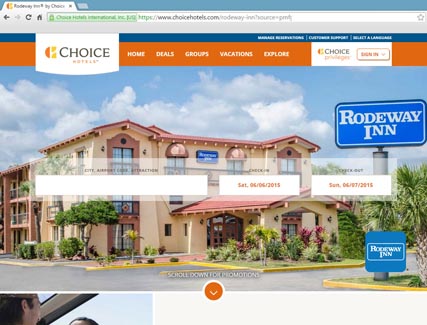 Rodeway Inn® by Choice
Choice Hotels International, Inc. [US]
https://www.choicehotels.com/rodeway-inn?source=pmf
MANAGE RESERVATIONS
CUSTOMER SUPPORT
SELECT A LANGUAGE
CHOICE
HOTELS
HOME
DEALS
GROUPS
VACATIONS
EXPLORE
CHOICE
privileges
SIGN IN
RODEWAY
INN
CITY, AIRPORT CODE, ATTRACTION
CHECK-IN
CHECK-OUT
Sat, 06/06/2015
Sun, 06/07/2015
RODEWAY
INN
SCROLL DOWN FOR PROMOTIONS